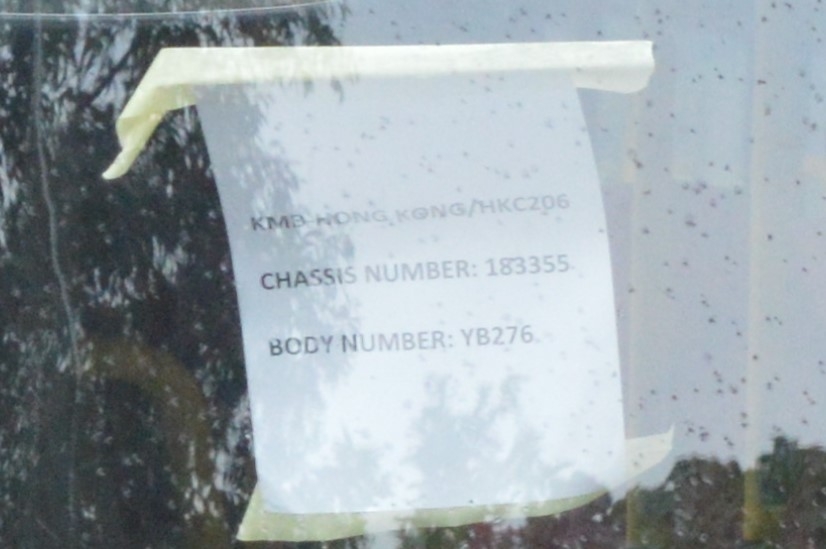 KMB HONG KONG/HKC206
CHASSIS NUMBER: 183355
BODY NUMBER: YB276